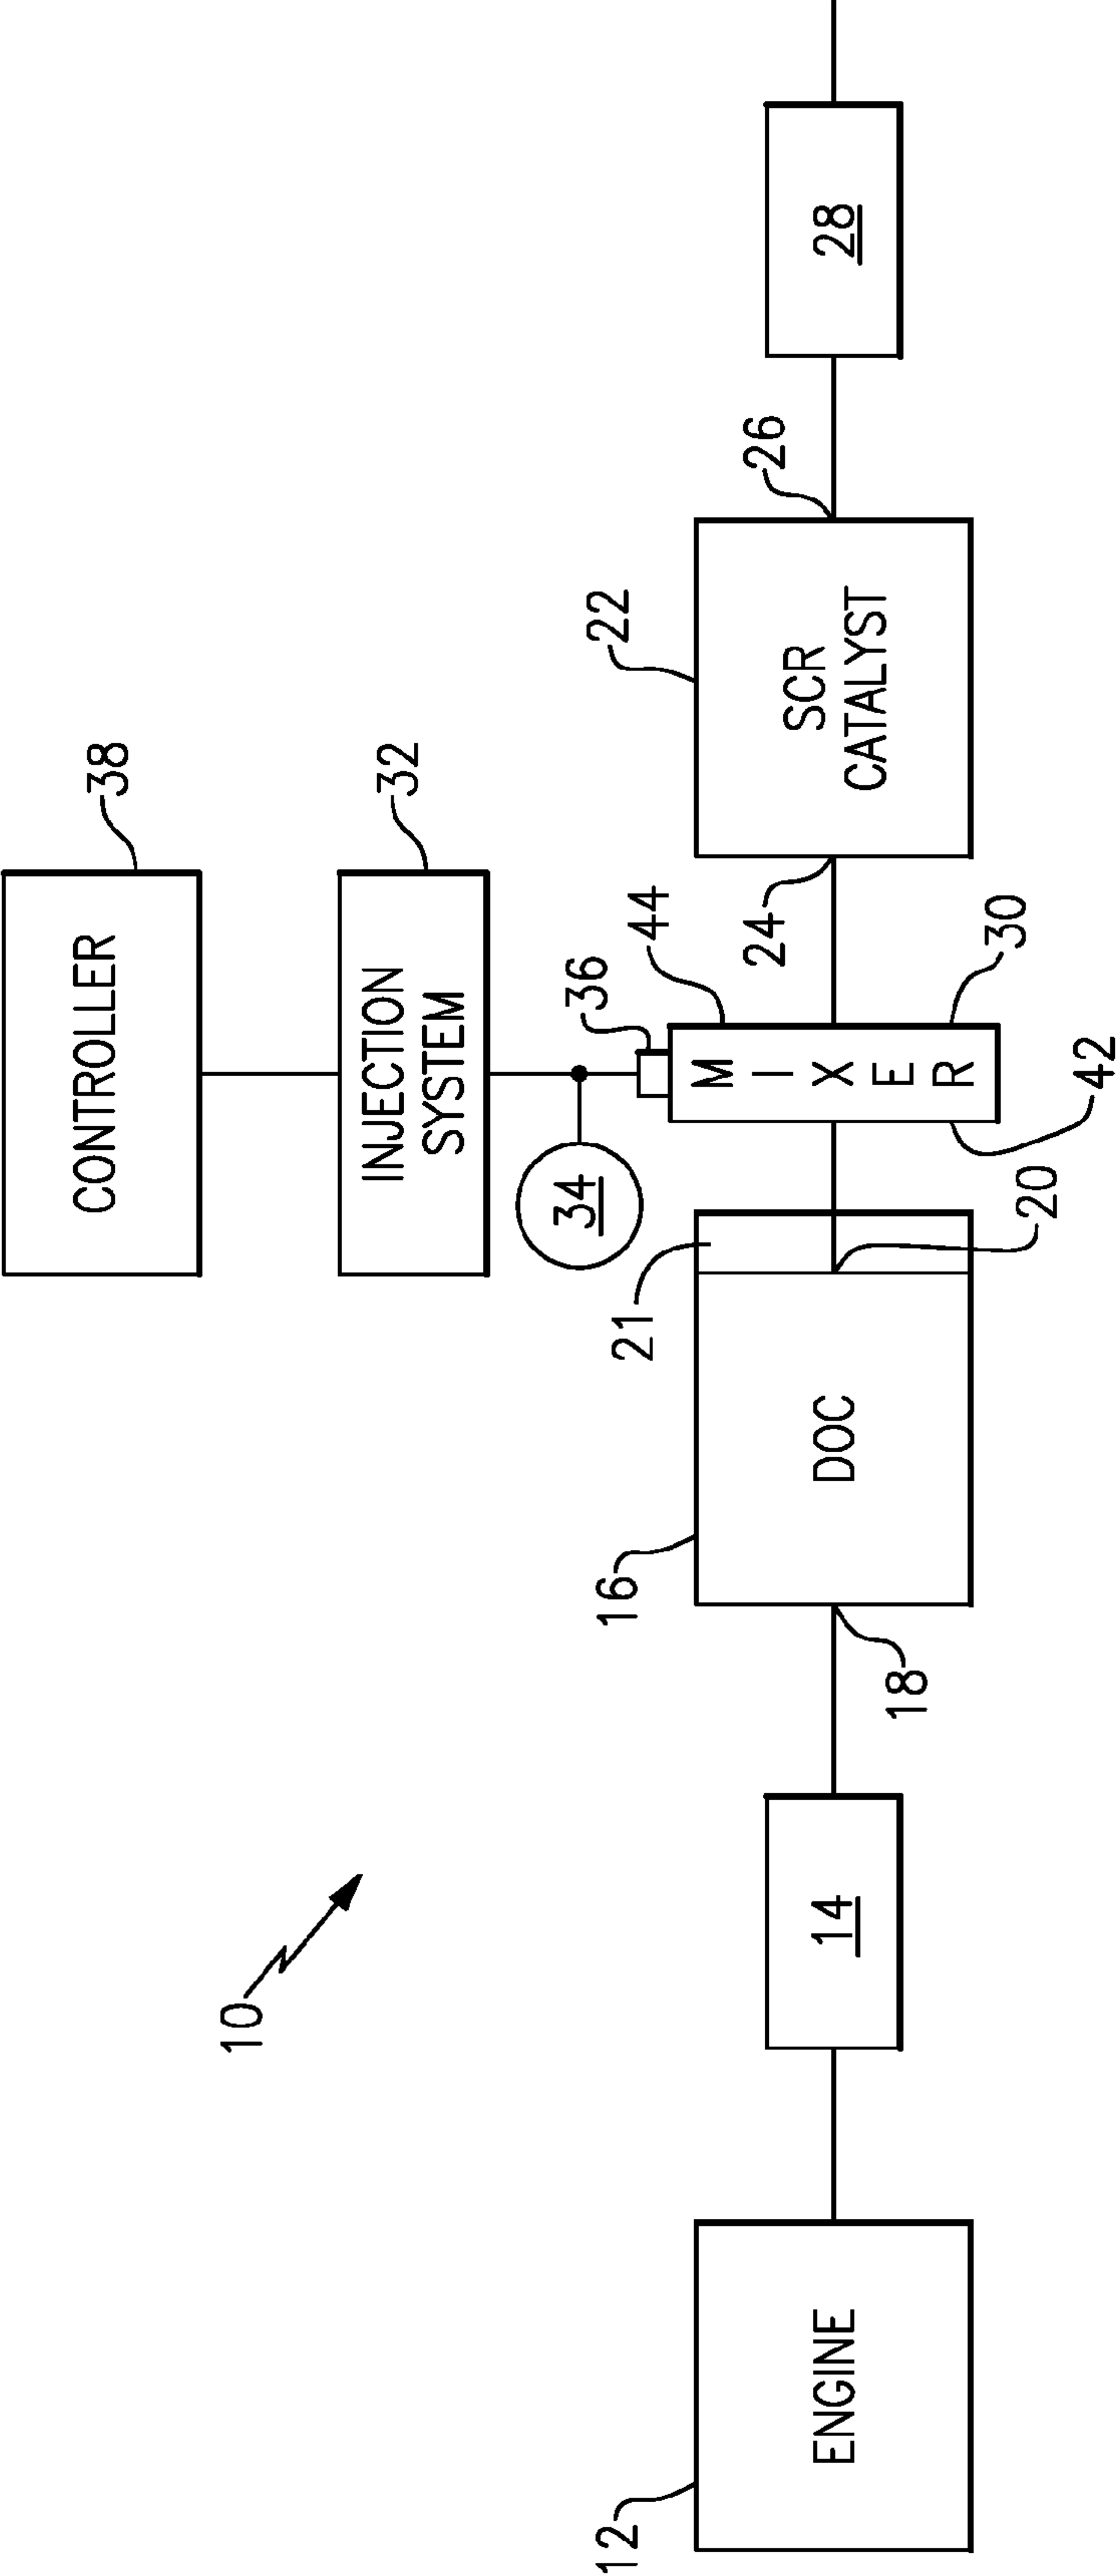 10
CONTROLLER
38
INJECTION
SYSTEM
32
34
36
44
12
ENGINE
14
16
18
DOC
21
20
MIXER
42
30
24
22
SCR
CATALYST
26
28